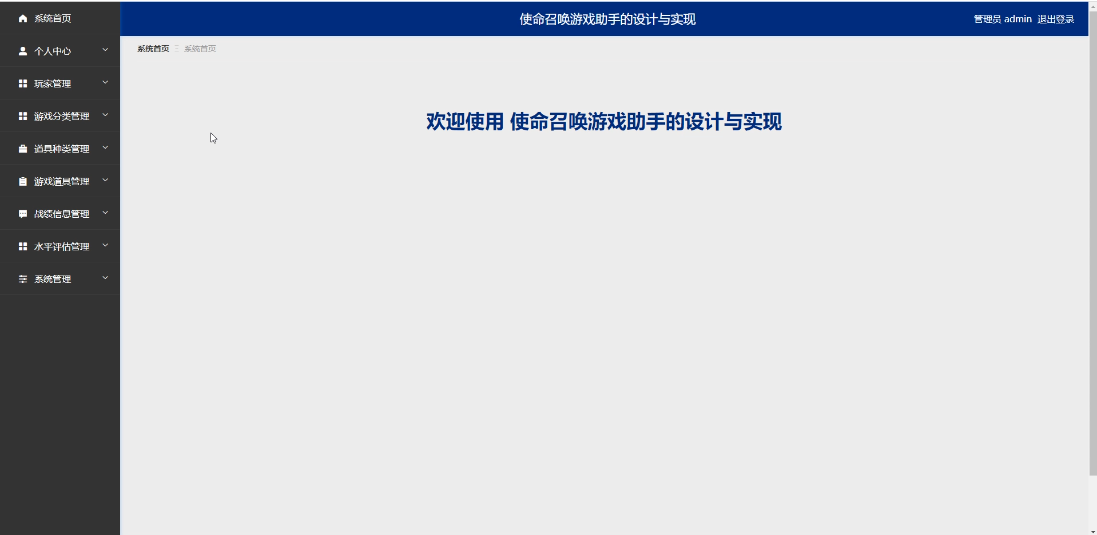 系统首页
个人中心
玩家管理
游戏分类管理
道具种类管理
游戏道具管理
战绩信息管理
水平评估管理
系统管理
使命召唤游戏助手的设计与实现
管理员 admin 退出登录
系统首页 系统首页
欢迎使用 使命召唤游戏助手的设计与实现